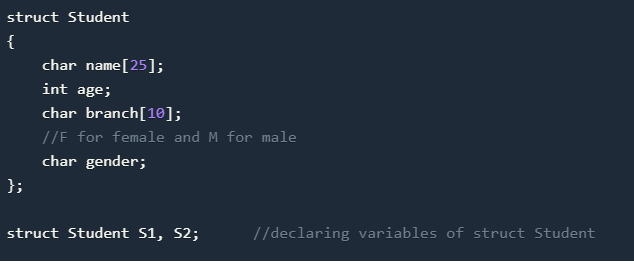 struct Student
{
    char name[25];
    int age;
    char branch[10];
    //F for female and M for male
    char gender;
};

struct Student S1, S2;      //declaring variables of struct Student